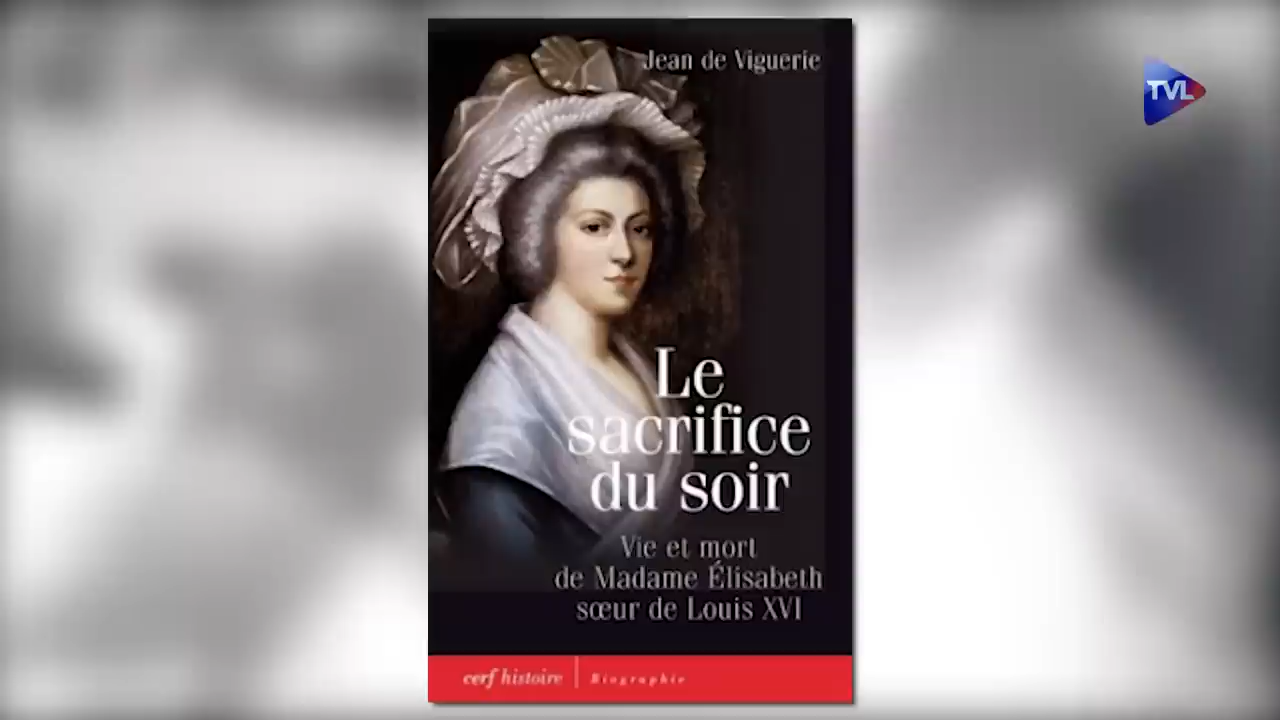 Jean de Viguerie
TVL
Le
sacrifice
du soir
Vie et mort
de Madame Élisabeth
sœur de Louis XVI
cerf histoire
Biographie